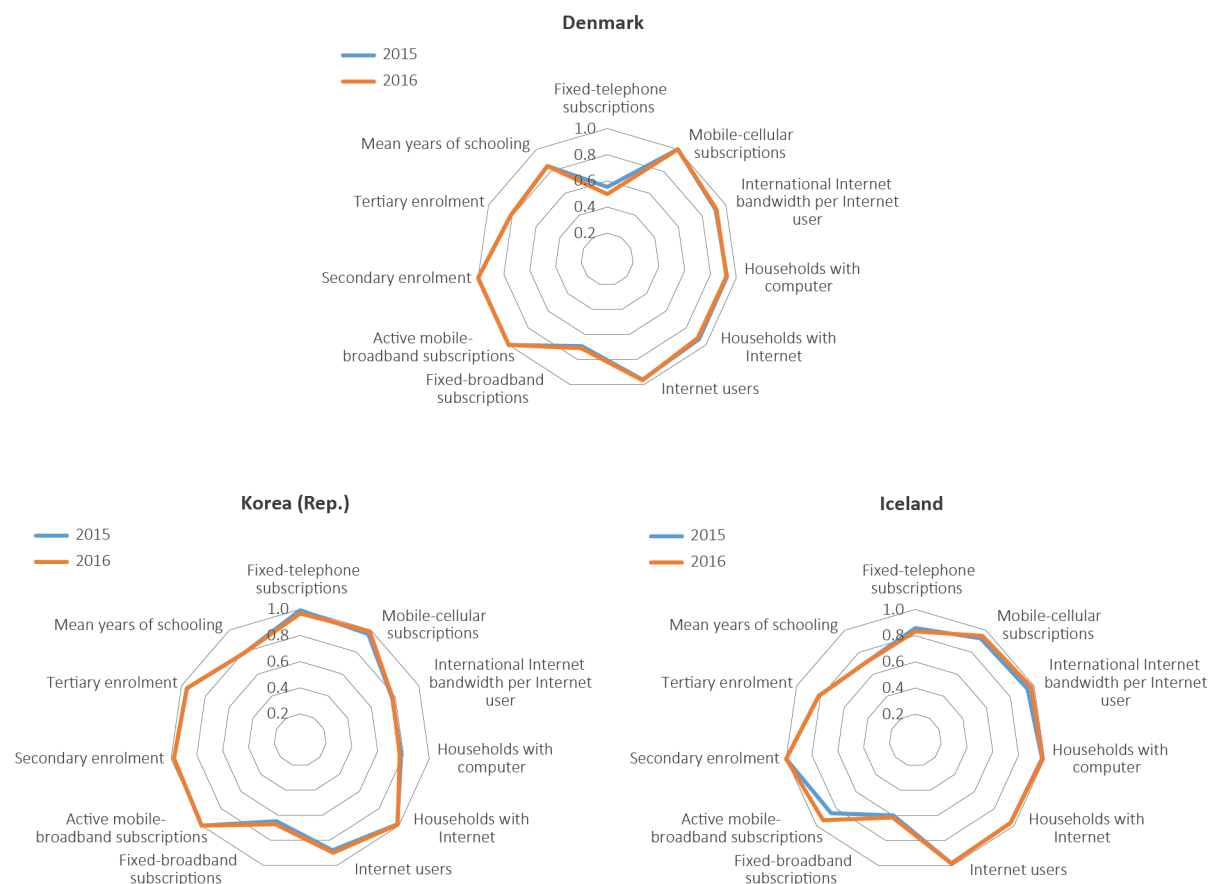 Denmark
2015
2016
Fixed-telephone
subscriptions
Mobile-cellular
subscriptions
International Internet
bandwidth per Internet
user
Households with
computer
Households with
Internet
Internet users
Fixed-broadband
subscriptions
Active mobile-
broadband subscriptions
Secondary enrolment
Tertiary enrolment
Mean years of schooling
1.0
0.8
0.6
0.4
0.2
Korea (Rep.)
2015
2016
Fixed-telephone
subscriptions
Mobile-cellular
subscriptions
International Internet
bandwidth per Internet
user
Households with
computer
Households with
Internet
Internet users
Fixed-broadband
subscriptions
Active mobile-
broadband subscriptions
Secondary enrolment
Tertiary enrolment
Mean years of schooling
1.0
0.8
0.6
0.4
0.2
Iceland
2015
2016
Fixed-telephone
subscriptions
Mobile-cellular
subscriptions
International Internet
bandwidth per Internet
user
Households with
computer
Households with
Internet
Internet users
Fixed-broadband
subscriptions
Active mobile-
broadband subscriptions
Secondary enrolment
Tertiary enrolment
Mean years of schooling
1.0
0.8
0.6
0.4
0.2